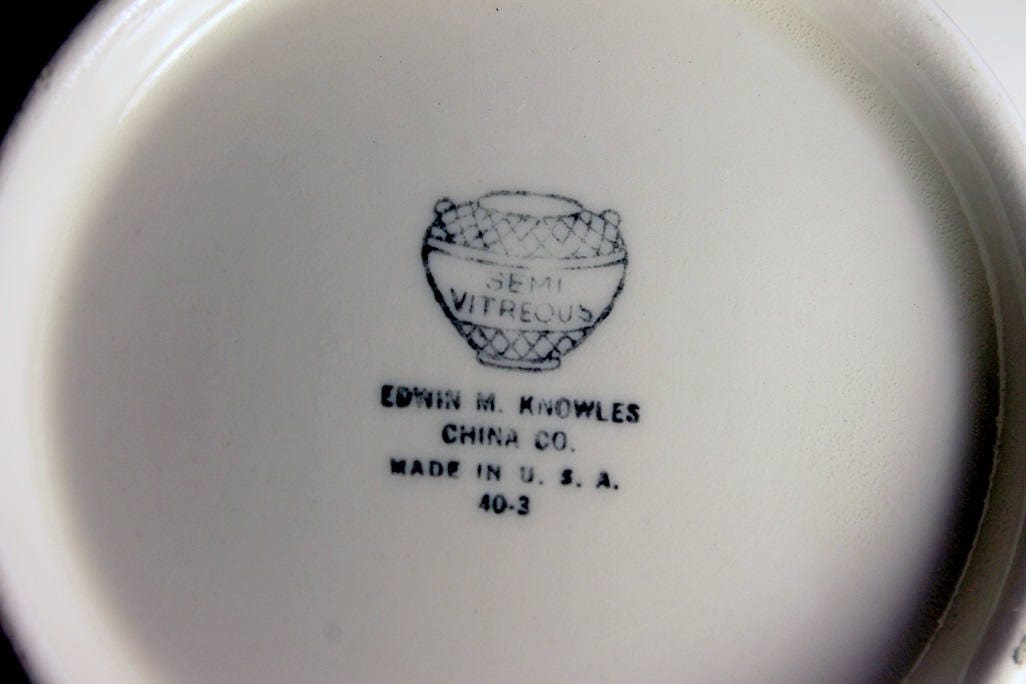 SEMI
VITREOUS
EDWIN M. KNOWLES
CHINA CO.
MADE IN U. S. A.
40-3